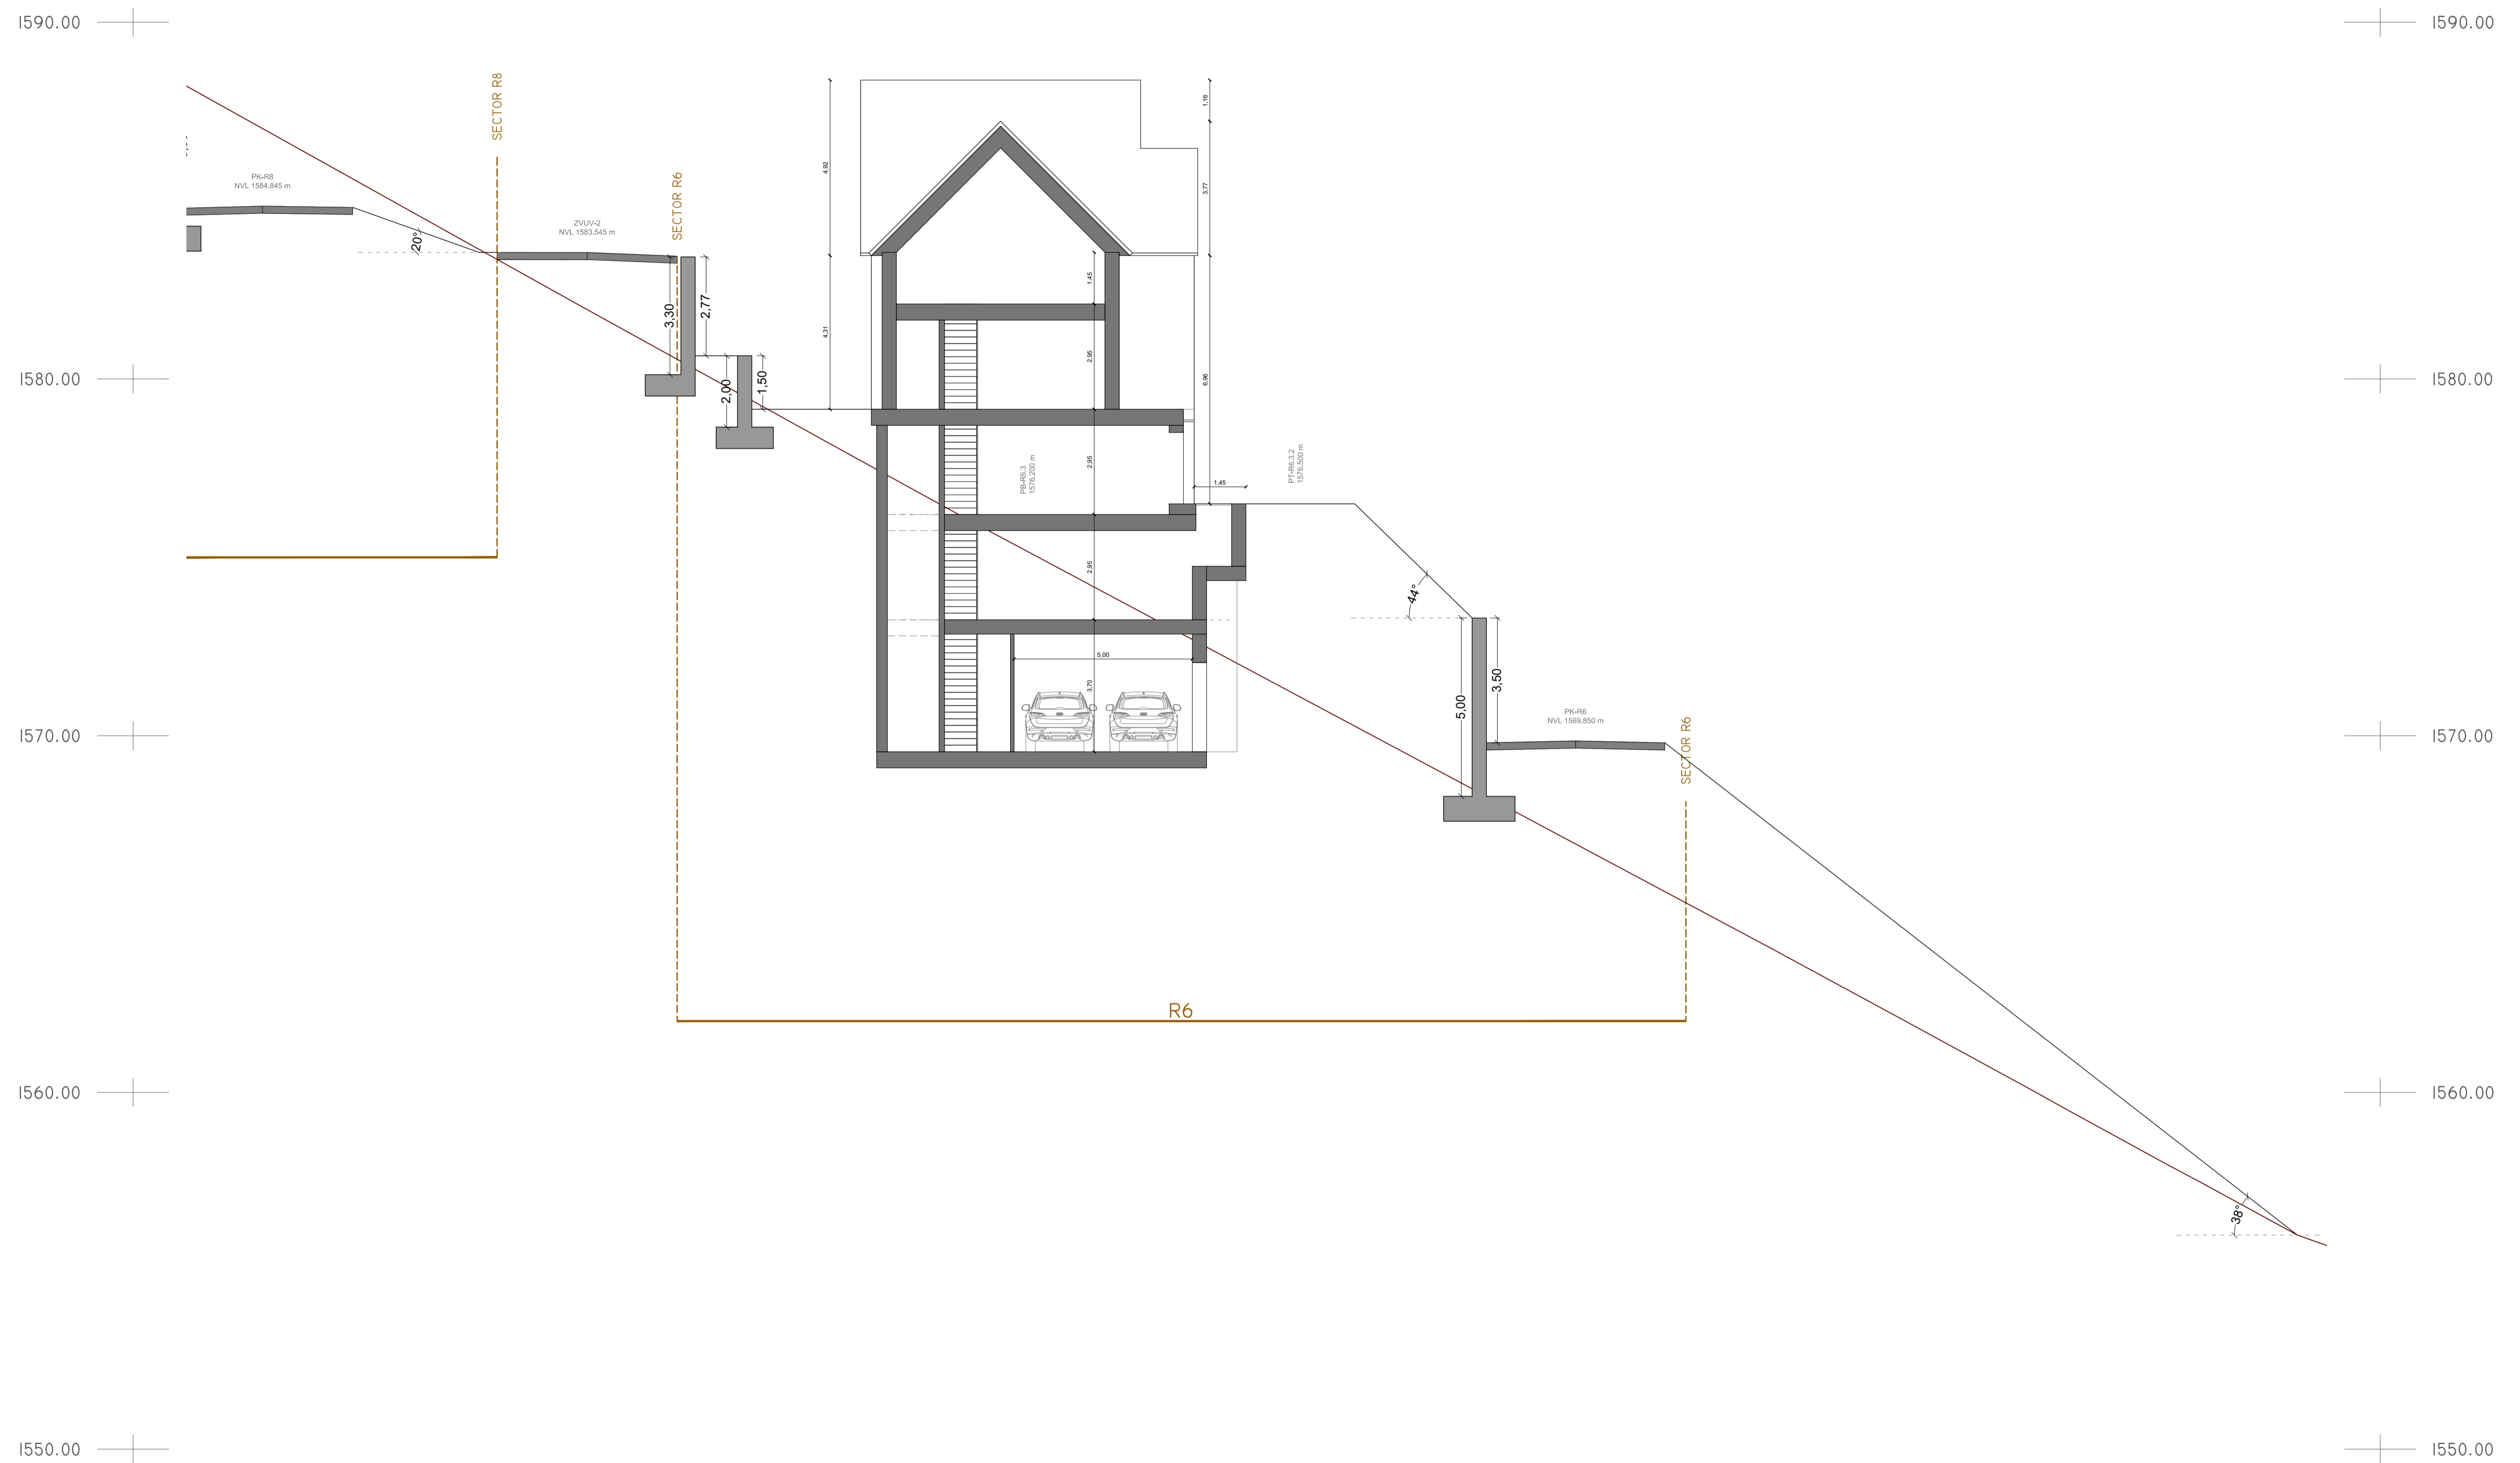 1590.00
1590.00
SECTOR R8
1,16
4,92
SECTOR R6
PK-R8
NVL 1584,845 m
3,77
ZVUV-2
NVL 1583,545 m
20°
1,45
3,30
2,77
4,31
2,95
1580.00
1580.00
2,00
1,50
6,96
2,95
PB-R6.3
1576,200 m
PT-R6.3.2
1576,500 m
1,45
2,95
44°
5,00
3,70
3,50
5,00
PK-R6
NVL 1569,850 m
SECTOR R6
1570.00
1570.00
R6
1560.00
1560.00
38°
1550.00
1550.00